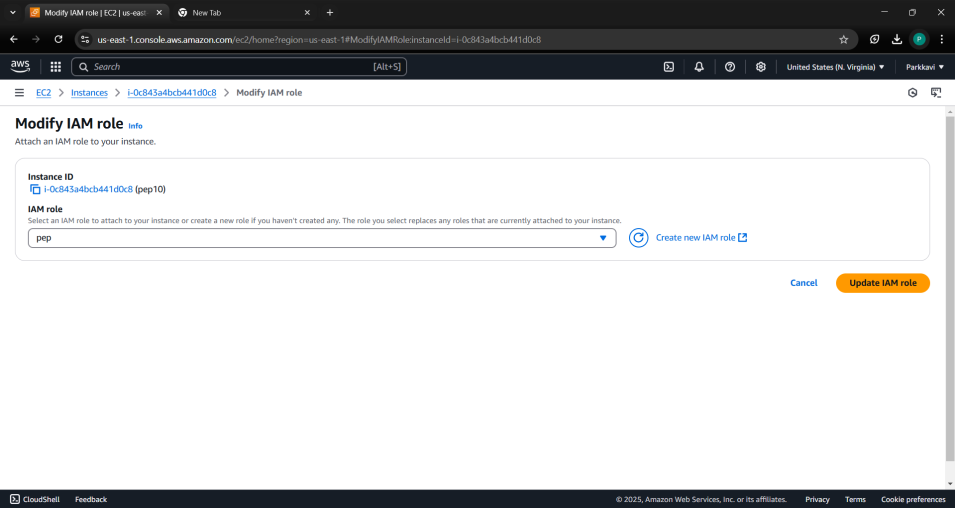 Modify IAM role | EC2 | us-east
New Tab
us-east-1.console.aws.amazon.com/ec2/home?region=us-east-1#ModifyIAMRole:instanceId=i-0c843a4bcb441d0c8
P
aws
Search
[Alt+S]
United States (N. Virginia)
Parkkavi
EC2 > Instances > i-0c843a4bcb441d0c8 > Modify IAM role
Modify IAM role Info
Attach an IAM role to your instance.
Instance ID
i-0c843a4bcb441d0c8 (pep10)
IAM role
Select an IAM role to attach to your instance or create a new role if you haven't created any. The role you select replaces any roles that are currently attached to your instance.
pep
Create new IAM role
Cancel
Update IAM role
CloudShell
Feedback
© 2025, Amazon Web Services, Inc. or its affiliates.
Privacy
Terms
Cookie preferences